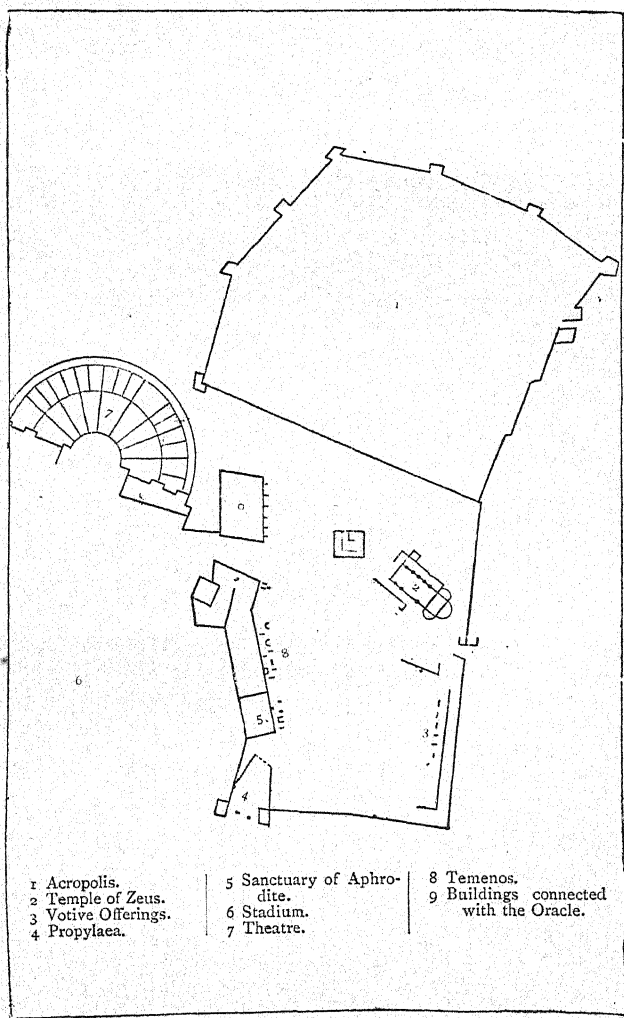 1
7
9
2
8
6
3
5
4
1 Acropolis.
2 Temple of Zeus.
3 Votive Offerings.
4 Propylaea.
5 Sanctuary of Aphro-
dite.
6 Stadium.
7 Theatre.
8 Temenos.
9 Buildings connected
with the Oracle.